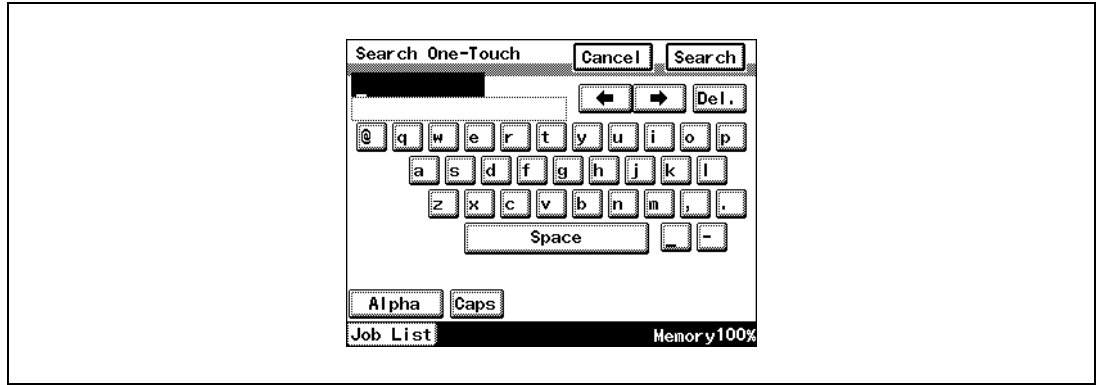 Search One-Touch Cancel Search
_
← → Del.
@ q w e r t y u i o p
a s d f g h j k l
z x c v b n m , .
Space _ -
Alpha Caps
Job List Memory100%